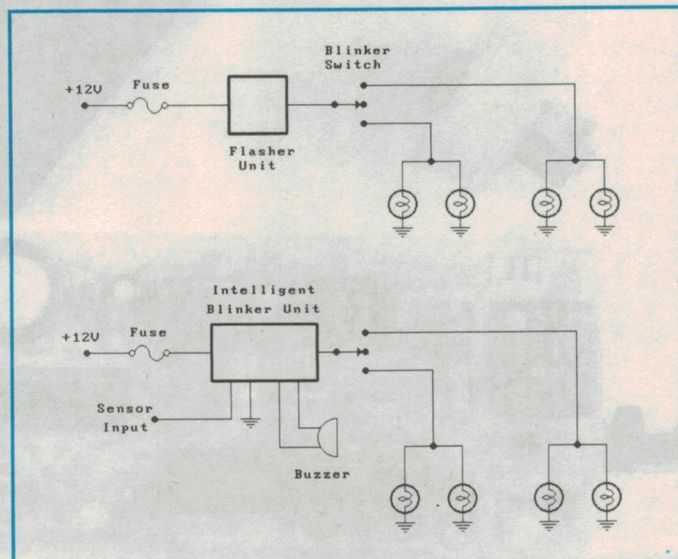 Blinker
Switch
+12V
Fuse
Flasher
Unit
Intelligent
Blinker Unit
+12V
Fuse
Sensor
Input
Buzzer